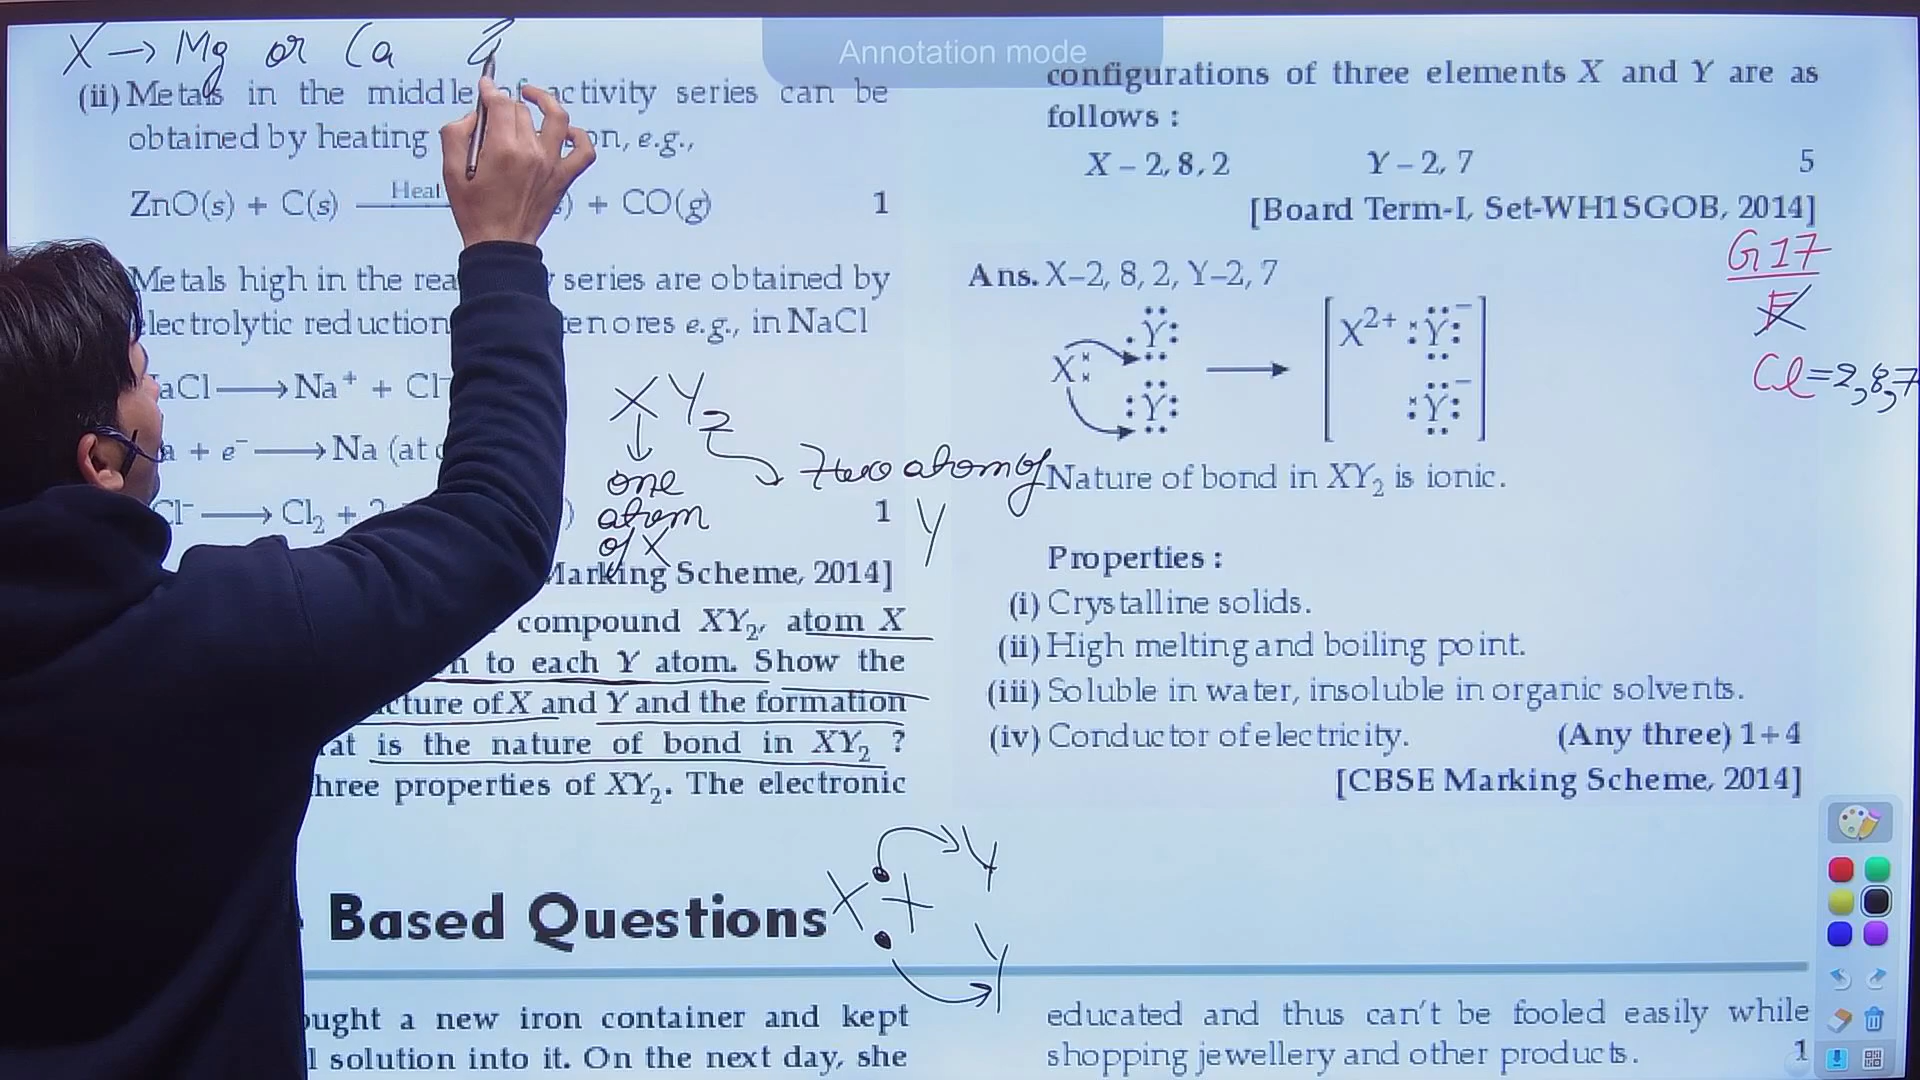 Annotation mode
X → Mg or Ca
(ii) Metals in the middle of activity series can be
obtained by heating on, e.g.,
ZnO(s) + C(s) Heat ) + CO(g) 1
Metals high in the rea series are obtained by
lectrolytic reduction ten ores e.g., in NaCl
aCl ⟶ Na⁺ + Cl⁻
a + e⁻ ⟶ Na (at
Cl⁻ ⟶ Cl₂ + 2 ) 1
Marking Scheme, 2014]
XY₂
one
atom
of X
two atom of
Y
compound XY₂, atom X
n to each Y atom. Show the
cture of X and Y and the formation
at is the nature of bond in XY₂ ?
hree properties of XY₂. The electronic
configurations of three elements X and Y are as
follows :
X – 2, 8, 2 Y – 2, 7 5
[Board Term-I, Set-WH1SGOB, 2014]
Ans. X–2, 8, 2, Y–2, 7
G 17
F
Cl = 2,8,7
X Y Y ⟶ [X²⁺ Y⁻ Y⁻]
Nature of bond in XY₂ is ionic.
Properties :
(i) Crystalline solids.
(ii) High melting and boiling point.
(iii) Soluble in water, insoluble in organic solvents.
(iv) Conductor of electricity. (Any three) 1+4
[CBSE Marking Scheme, 2014]
X Y
Y
Based Questions
ught a new iron container and kept
l solution into it. On the next day, she
educated and thus can't be fooled easily while
shopping jewellery and other products. 1